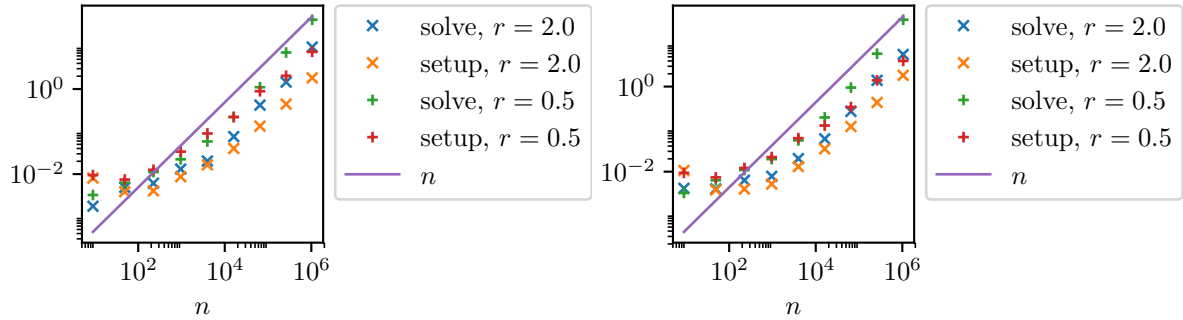 10^0
10^{-2}
10^2 10^4 10^6
n
solve, r = 2.0
setup, r = 2.0
solve, r = 0.5
setup, r = 0.5
n
10^0
10^{-2}
10^2 10^4 10^6
n
solve, r = 2.0
setup, r = 2.0
solve, r = 0.5
setup, r = 0.5
n